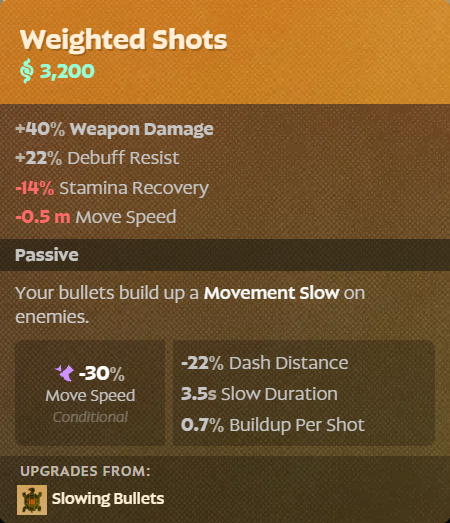 Weighted Shots
3,200
+40% Weapon Damage
+22% Debuff Resist
-14% Stamina Recovery
-0.5 m Move Speed
Passive
Your bullets build up a Movement Slow on
enemies.
-30%
Move Speed
Conditional
-22% Dash Distance
3.5s Slow Duration
0.7% Buildup Per Shot
UPGRADES FROM:
Slowing Bullets